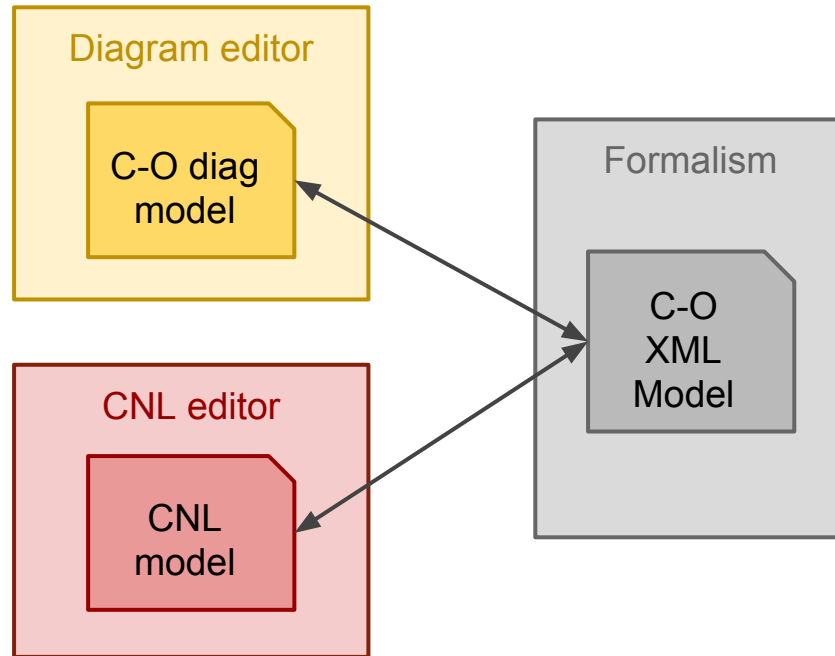 Diagram editor
C-O diag
model
Formalism
C-O
XML
Model
CNL editor
CNL
model